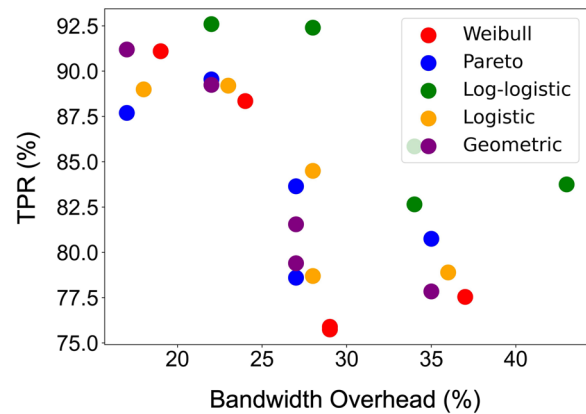 92.5
90.0
87.5
85.0
82.5
80.0
77.5
75.0
TPR (%)
20
25
30
35
40
Bandwidth Overhead (%)
Weibull
Pareto
Log-logistic
Logistic
Geometric